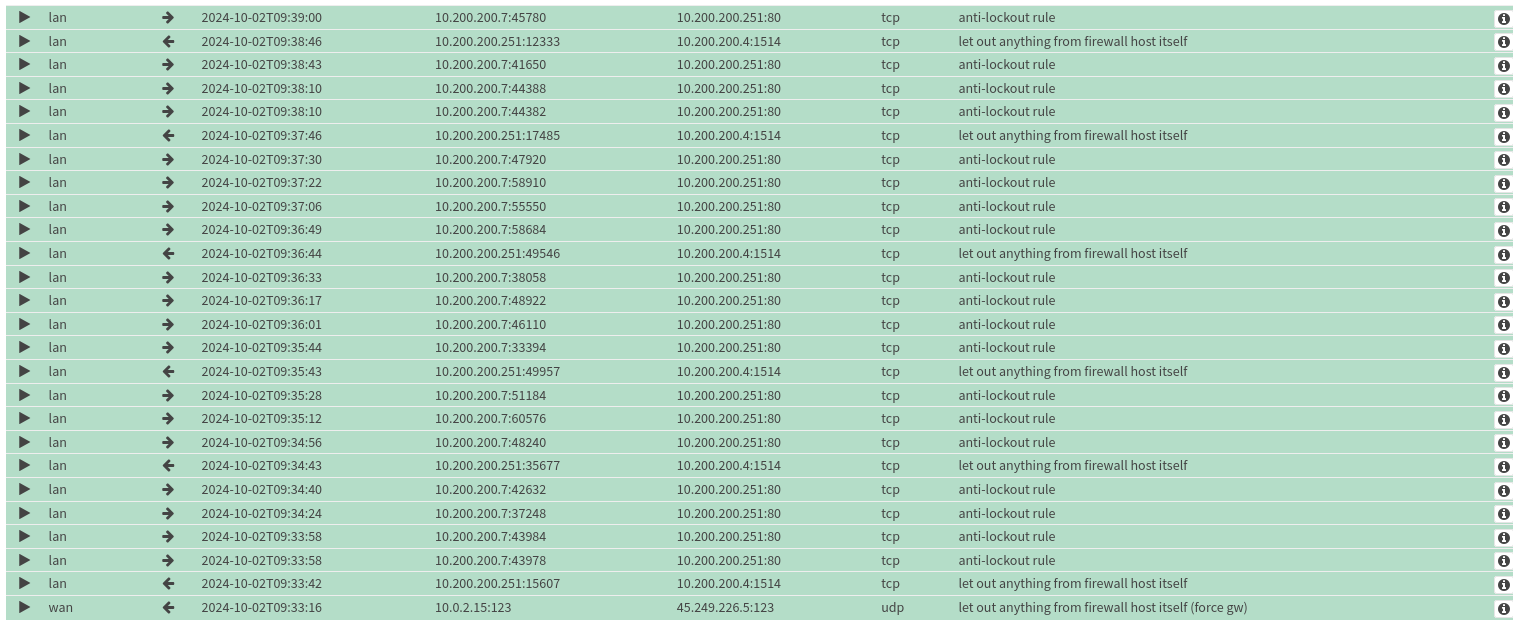 lan 2024-10-02T09:39:00 10.200.200.7:45780 10.200.200.251:80 tcp anti-lockout rule
lan 2024-10-02T09:38:46 10.200.200.251:12333 10.200.200.4:1514 tcp let out anything from firewall host itself
lan 2024-10-02T09:38:43 10.200.200.7:41650 10.200.200.251:80 tcp anti-lockout rule
lan 2024-10-02T09:38:10 10.200.200.7:44388 10.200.200.251:80 tcp anti-lockout rule
lan 2024-10-02T09:38:10 10.200.200.7:44382 10.200.200.251:80 tcp anti-lockout rule
lan 2024-10-02T09:37:46 10.200.200.251:17485 10.200.200.4:1514 tcp let out anything from firewall host itself
lan 2024-10-02T09:37:30 10.200.200.7:47920 10.200.200.251:80 tcp anti-lockout rule
lan 2024-10-02T09:37:22 10.200.200.7:58910 10.200.200.251:80 tcp anti-lockout rule
lan 2024-10-02T09:37:06 10.200.200.7:55550 10.200.200.251:80 tcp anti-lockout rule
lan 2024-10-02T09:36:49 10.200.200.7:58684 10.200.200.251:80 tcp anti-lockout rule
lan 2024-10-02T09:36:44 10.200.200.251:49546 10.200.200.4:1514 tcp let out anything from firewall host itself
lan 2024-10-02T09:36:33 10.200.200.7:38058 10.200.200.251:80 tcp anti-lockout rule
lan 2024-10-02T09:36:17 10.200.200.7:48922 10.200.200.251:80 tcp anti-lockout rule
lan 2024-10-02T09:36:01 10.200.200.7:46110 10.200.200.251:80 tcp anti-lockout rule
lan 2024-10-02T09:35:44 10.200.200.7:33394 10.200.200.251:80 tcp anti-lockout rule
lan 2024-10-02T09:35:43 10.200.200.251:49957 10.200.200.4:1514 tcp let out anything from firewall host itself
lan 2024-10-02T09:35:28 10.200.200.7:51184 10.200.200.251:80 tcp anti-lockout rule
lan 2024-10-02T09:35:12 10.200.200.7:60576 10.200.200.251:80 tcp anti-lockout rule
lan 2024-10-02T09:34:56 10.200.200.7:48240 10.200.200.251:80 tcp anti-lockout rule
lan 2024-10-02T09:34:43 10.200.200.251:35677 10.200.200.4:1514 tcp let out anything from firewall host itself
lan 2024-10-02T09:34:40 10.200.200.7:42632 10.200.200.251:80 tcp anti-lockout rule
lan 2024-10-02T09:34:24 10.200.200.7:37248 10.200.200.251:80 tcp anti-lockout rule
lan 2024-10-02T09:33:58 10.200.200.7:43984 10.200.200.251:80 tcp anti-lockout rule
lan 2024-10-02T09:33:58 10.200.200.7:43978 10.200.200.251:80 tcp anti-lockout rule
lan 2024-10-02T09:33:42 10.200.200.251:15607 10.200.200.4:1514 tcp let out anything from firewall host itself
wan 2024-10-02T09:33:16 10.0.2.15:123 45.249.226.5:123 udp let out anything from firewall host itself (force gw)